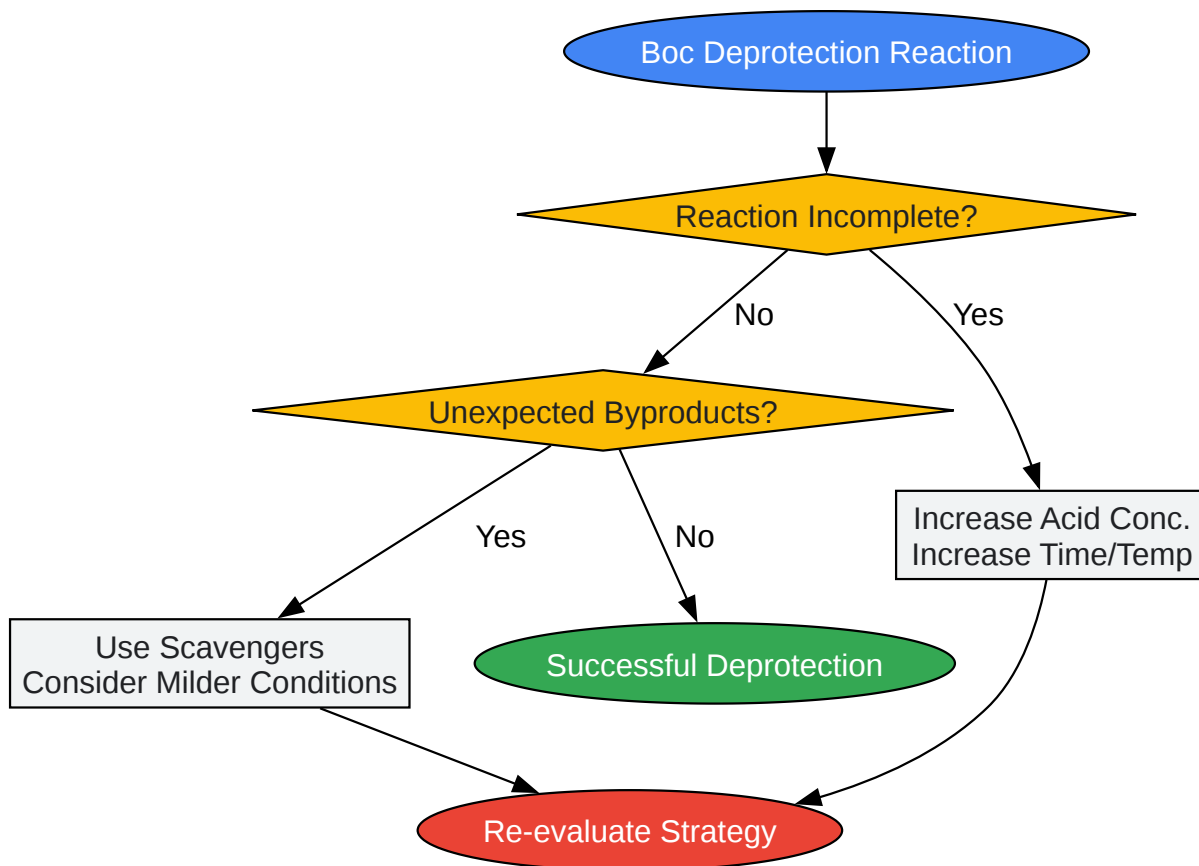 Boc Deprotection Reaction
Reaction Incomplete?
No
Yes
Unexpected Byproducts?
Increase Acid Conc.
Increase Time/Temp
Yes
No
Use Scavengers
Consider Milder Conditions
Successful Deprotection
Re-evaluate Strategy